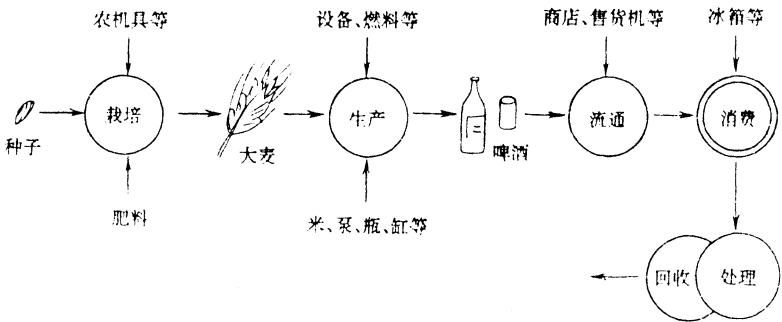 农机具等
设备、燃料等
商店、售货机等
冰箱等
种子
栽培
大麦
生产
啤酒
流通
消费
肥料
米、泵、瓶、缸等
回收
处理